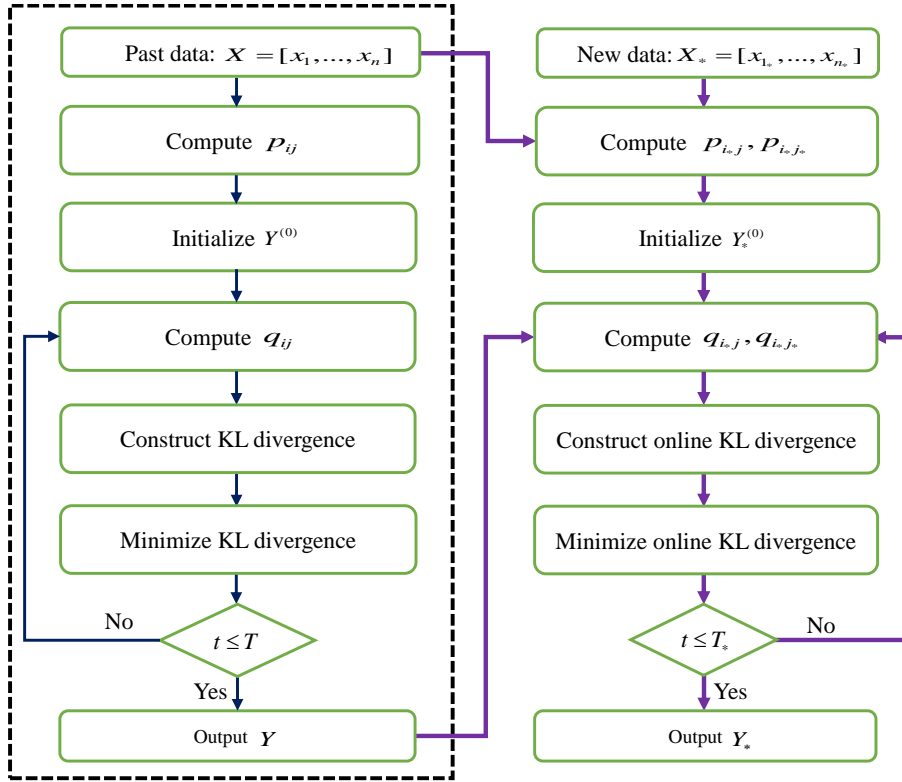 Past data: X = [x₁,...,xₙ]
Compute p_{ij}
Initialize Y^{(0)}
Compute q_{ij}
Construct KL divergence
Minimize KL divergence
No
t ≤ T
Yes
Output Y
New data: X_* = [x_{1_*},...,x_{n_*}]
Compute p_{i_*j}, p_{i_*j_*}
Initialize Y_*^{(0)}
Compute q_{i_*j}, q_{i_*j_*}
Construct online KL divergence
Minimize online KL divergence
t ≤ T_*
No
Yes
Output Y_*